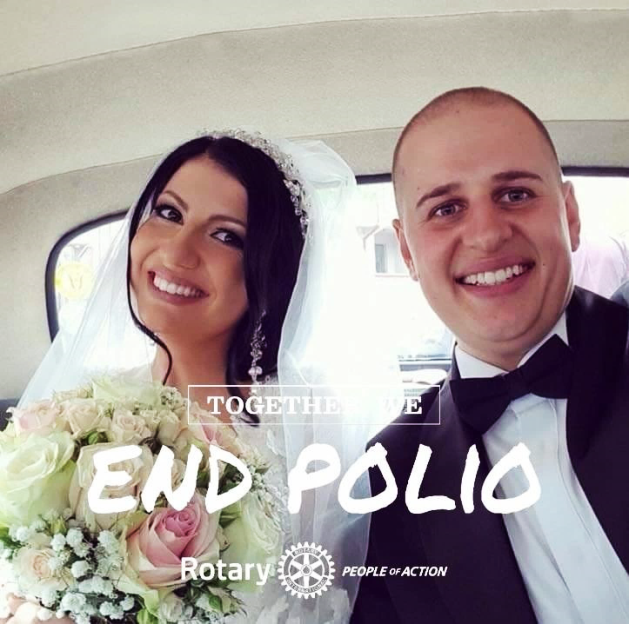 TOGETHER WE
END POLIO
Rotary PEOPLE OF ACTION